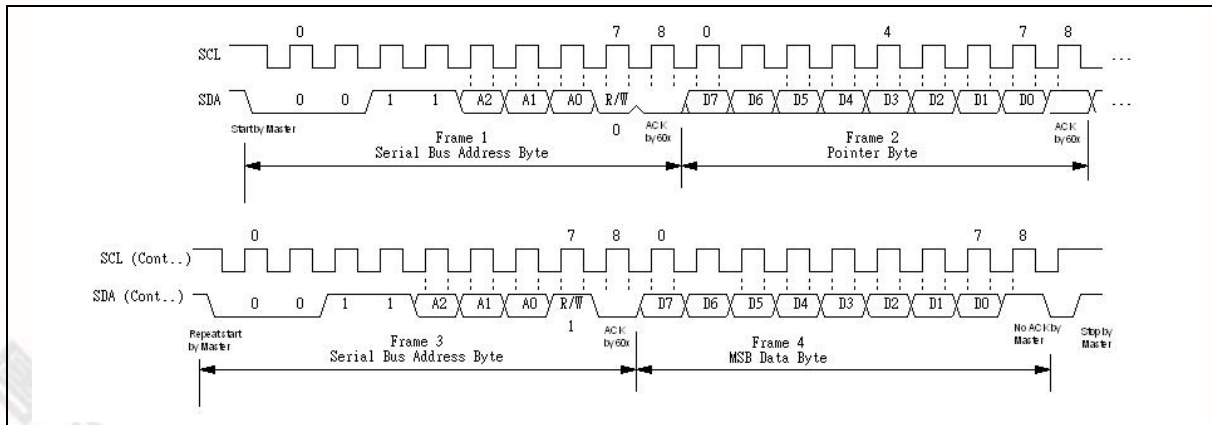 0 7 8 0 4 7 8
SCL ...
SDA 0 0 1 1 A2 A1 A0 R/W D7 D6 D5 D4 D3 D2 D1 D0 ...
Start by Master 0 ACK by 60x ACK by 60x
Frame 1 Frame 2
Serial Bus Address Byte Pointer Byte
0 7 8 0 7 8
SCL (Cont..)
SDA (Cont..) 0 0 1 1 A2 A1 A0 R/W D7 D6 D5 D4 D3 D2 D1 D0
Repeat start by Master 1 ACK by 60x No ACK by Master Stop by Master
Frame 3 Frame 4
Serial Bus Address Byte MSB Data Byte